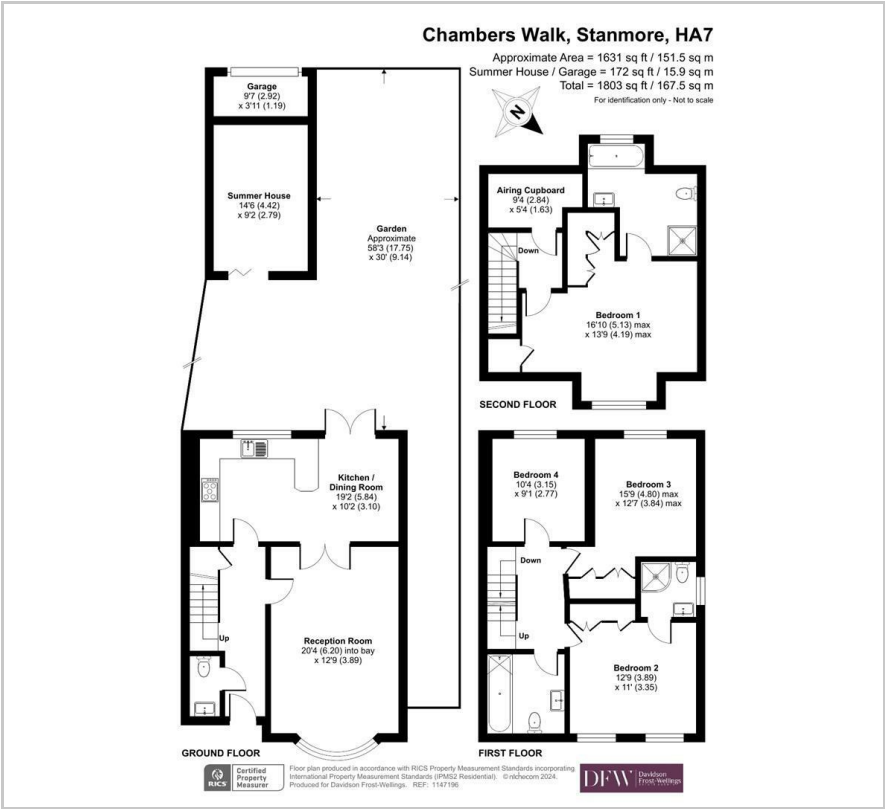 Chambers Walk, Stanmore, HA7
Approximate Area = 1631 sq ft / 151.5 sq m
Summer House / Garage = 172 sq ft / 15.9 sq m
Total = 1803 sq ft / 167.5 sq m
For identification only - Not to scale
N
Garage
9'7 (2.92)
x 3'11 (1.19)
Summer House
14'6 (4.42)
x 9'2 (2.79)
Garden
Approximate
58'3 (17.75)
x 30' (9.14)
Airing Cupboard
9'4 (2.84)
x 5'4 (1.63)
Down
Bedroom 1
16'10 (5.13) max
x 13'9 (4.19) max
SECOND FLOOR
Kitchen /
Dining Room
19'2 (5.84)
x 10'2 (3.10)
Up
Reception Room
20'4 (6.20) into bay
x 12'9 (3.89)
GROUND FLOOR
Bedroom 4
10'4 (3.15)
x 9'1 (2.77)
Bedroom 3
15'9 (4.80) max
x 12'7 (3.84) max
Down
Up
Bedroom 2
12'9 (3.89)
x 11' (3.35)
FIRST FLOOR
RICS
Certified
Property
Measurer
Floor plan produced in accordance with RICS Property Measurement Standards incorporating
International Property Measurement Standards (IPMS2 Residential). © nichecom 2024.
Produced for Davidson Frost-Wellings. REF: 1147196
DFW
Davidson
Frost-Wellings